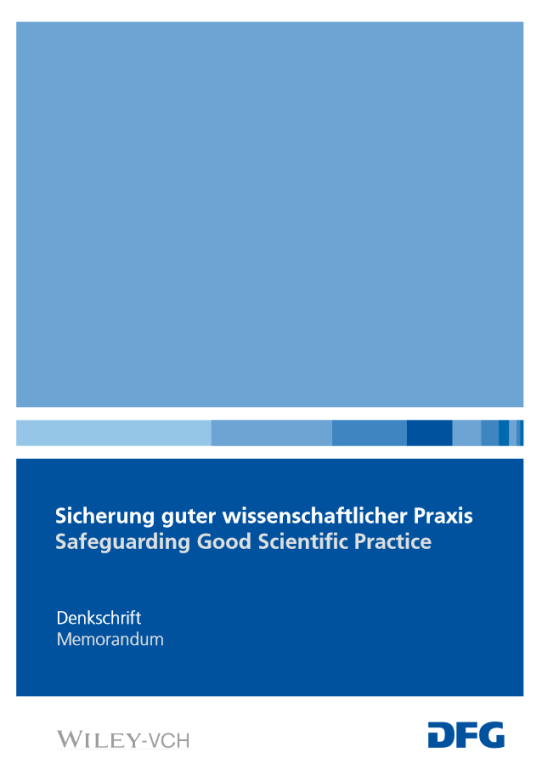 Sicherung guter wissenschaftlicher Praxis
Safeguarding Good Scientific Practice
Denkschrift
Memorandum
WILEY-VCH
DFG